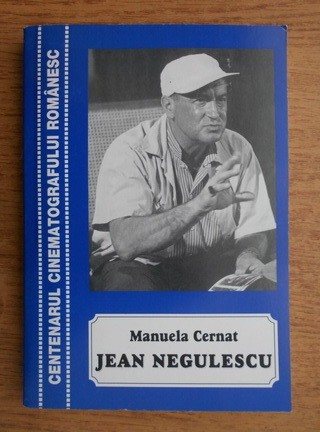 CENTENARUL CINEMATOGRAFULUI ROMÂNESC
Manuela Cernat
JEAN NEGULESCU